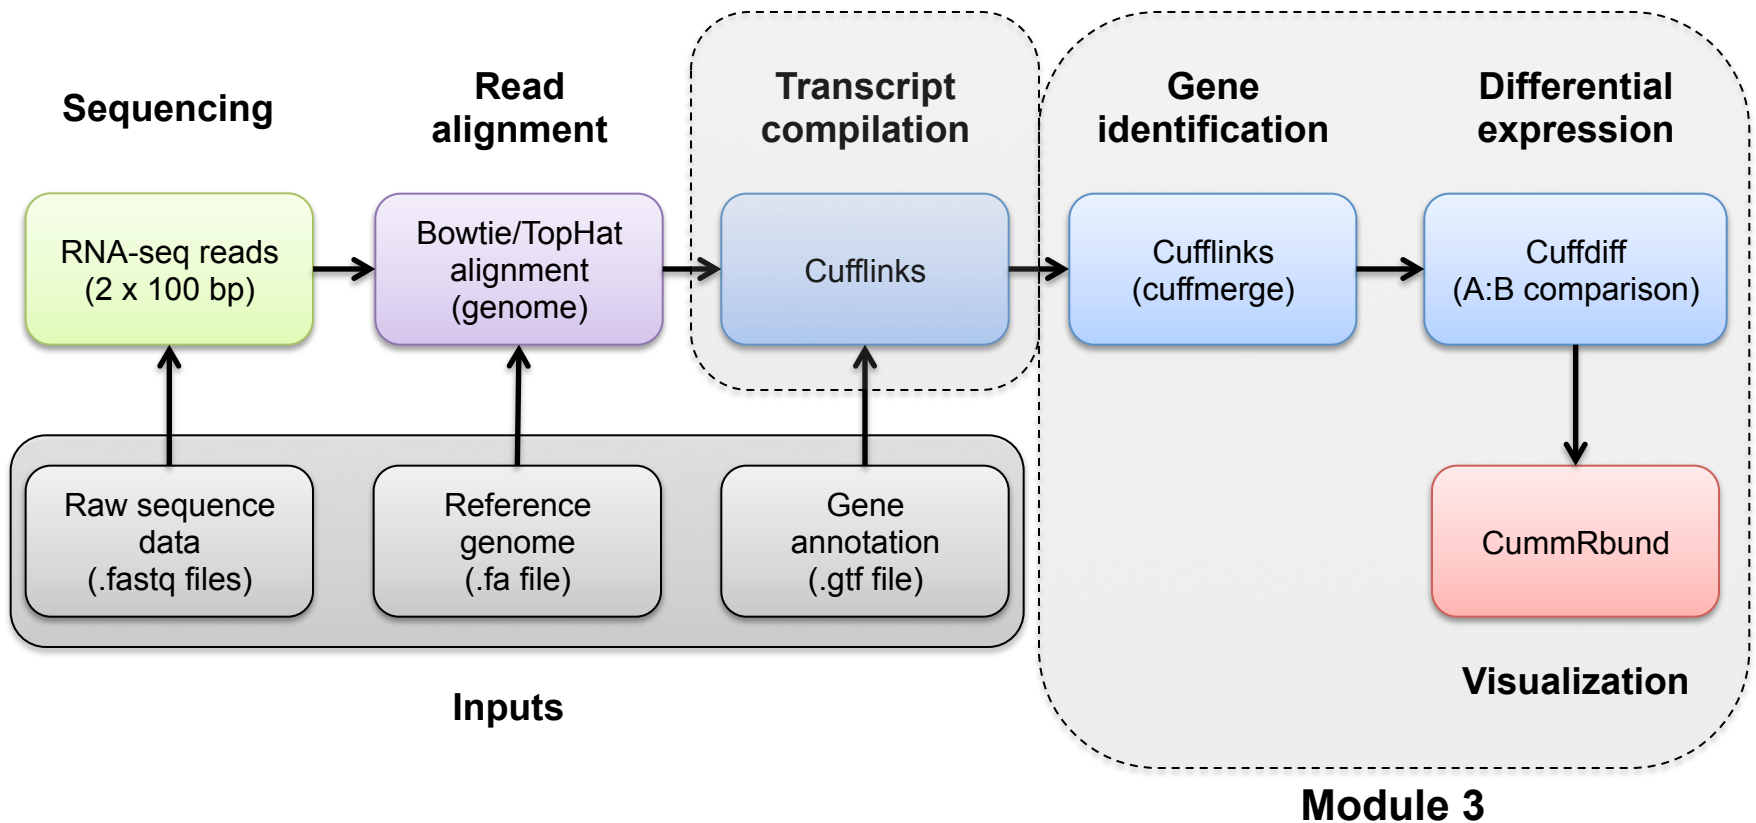 Sequencing
Read
alignment
Transcript
compilation
Gene
identification
Differential
expression
RNA-seq reads
(2 x 100 bp)
Bowtie/TopHat
alignment
(genome)
Cufflinks
Cufflinks
(cuffmerge)
Cuffdiff
(A:B comparison)
Raw sequence
data
(.fastq files)
Reference
genome
(.fa file)
Gene
annotation
(.gtf file)
CummRbund
Inputs
Visualization
Module 3